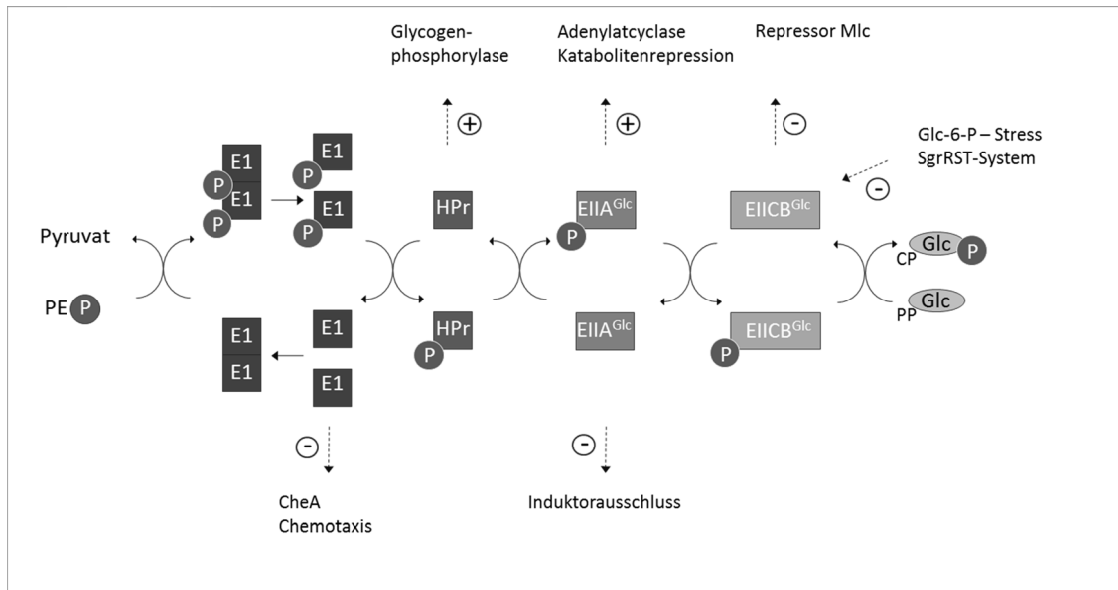 Glycogen-
phosphorylase
Adenylatcyclase
Katabolitenrepression
Repressor Mlc
+
+
-
Glc-6-P – Stress
SgrRST-System
-
E1
P
E1
P
E1
P
E1
P
HPr
EIIA^Glc
P
EIICB^Glc
Pyruvat
CP
Glc
P
PE
P
PP
Glc
E1
E1
E1
E1
HPr
P
EIIA^Glc
EIICB^Glc
P
-
-
CheA
Chemotaxis
Induktorausschluss